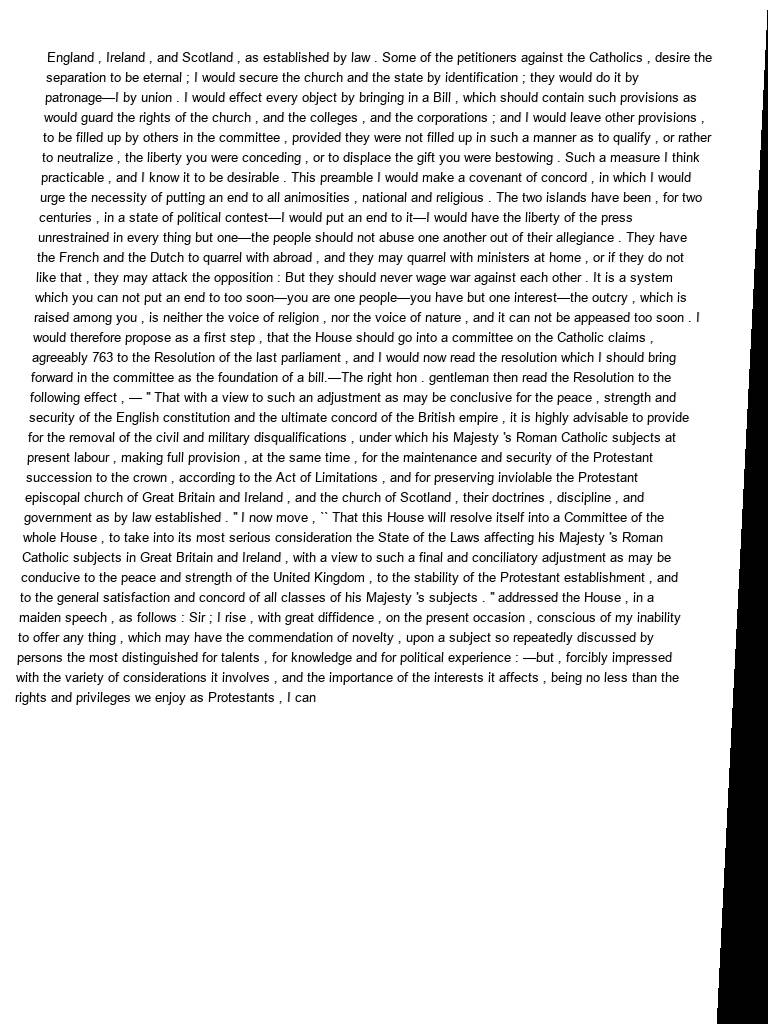 England , Ireland , and Scotland , as established by law . Some of the petitioners against the Catholics , desire the
separation to be eternal ; I would secure the church and the state by identification ; they would do it by
patronage—I by union . I would effect every object by bringing in a Bill , which should contain such provisions as
would guard the rights of the church , and the colleges , and the corporations ; and I would leave other provisions ,
to be filled up by others in the committee , provided they were not filled up in such a manner as to qualify , or rather
to neutralize , the liberty you were conceding , or to displace the gift you were bestowing . Such a measure I think
practicable , and I know it to be desirable . This preamble I would make a covenant of concord , in which I would
urge the necessity of putting an end to all animosities , national and religious . The two islands have been , for two
centuries , in a state of political contest—I would put an end to it—I would have the liberty of the press
unrestrained in every thing but one—the people should not abuse one another out of their allegiance . They have
the French and the Dutch to quarrel with abroad , and they may quarrel with ministers at home , or if they do not
like that , they may attack the opposition : But they should never wage war against each other . It is a system
which you can not put an end to too soon—you are one people—you have but one interest—the outcry , which is
raised among you , is neither the voice of religion , nor the voice of nature , and it can not be appeased too soon . I
would therefore propose as a first step , that the House should go into a committee on the Catholic claims ,
agreeably 763 to the Resolution of the last parliament , and I would now read the resolution which I should bring
forward in the committee as the foundation of a bill.—The right hon . gentleman then read the Resolution to the
following effect , — " That with a view to such an adjustment as may be conclusive for the peace , strength and
security of the English constitution and the ultimate concord of the British empire , it is highly advisable to provide
for the removal of the civil and military disqualifications , under which his Majesty 's Roman Catholic subjects at
present labour , making full provision , at the same time , for the maintenance and security of the Protestant
succession to the crown , according to the Act of Limitations , and for preserving inviolable the Protestant
episcopal church of Great Britain and Ireland , and the church of Scotland , their doctrines , discipline , and
government as by law established . " I now move , `` That this House will resolve itself into a Committee of the
whole House , to take into its most serious consideration the State of the Laws affecting his Majesty 's Roman
Catholic subjects in Great Britain and Ireland , with a view to such a final and conciliatory adjustment as may be
conducive to the peace and strength of the United Kingdom , to the stability of the Protestant establishment , and
to the general satisfaction and concord of all classes of his Majesty 's subjects . " addressed the House , in a
maiden speech , as follows : Sir ; I rise , with great diffidence , on the present occasion , conscious of my inability
to offer any thing , which may have the commendation of novelty , upon a subject so repeatedly discussed by
persons the most distinguished for talents , for knowledge and for political experience : —but , forcibly impressed
with the variety of considerations it involves , and the importance of the interests it affects , being no less than the
rights and privileges we enjoy as Protestants , I can